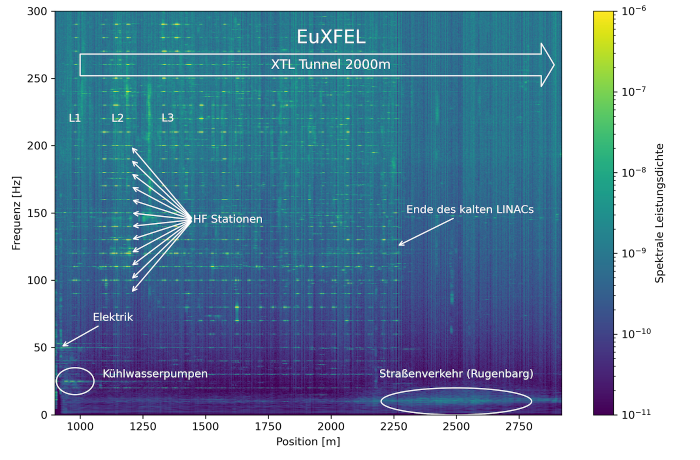 EuXFEL
XTL Tunnel 2000m
L1
L2
L3
HF Stationen
Ende des kalten LINACs
Elektrik
Kühlwasserpumpen
Straßenverkehr (Rugenbarg)
Frequenz [Hz]
300
250
200
150
100
50
0
1000
1250
1500
1750
2000
2250
2500
2750
Position [m]
10⁻⁶
10⁻⁷
10⁻⁸
10⁻⁹
10⁻¹⁰
10⁻¹¹
Spektrale Leistungsdichte